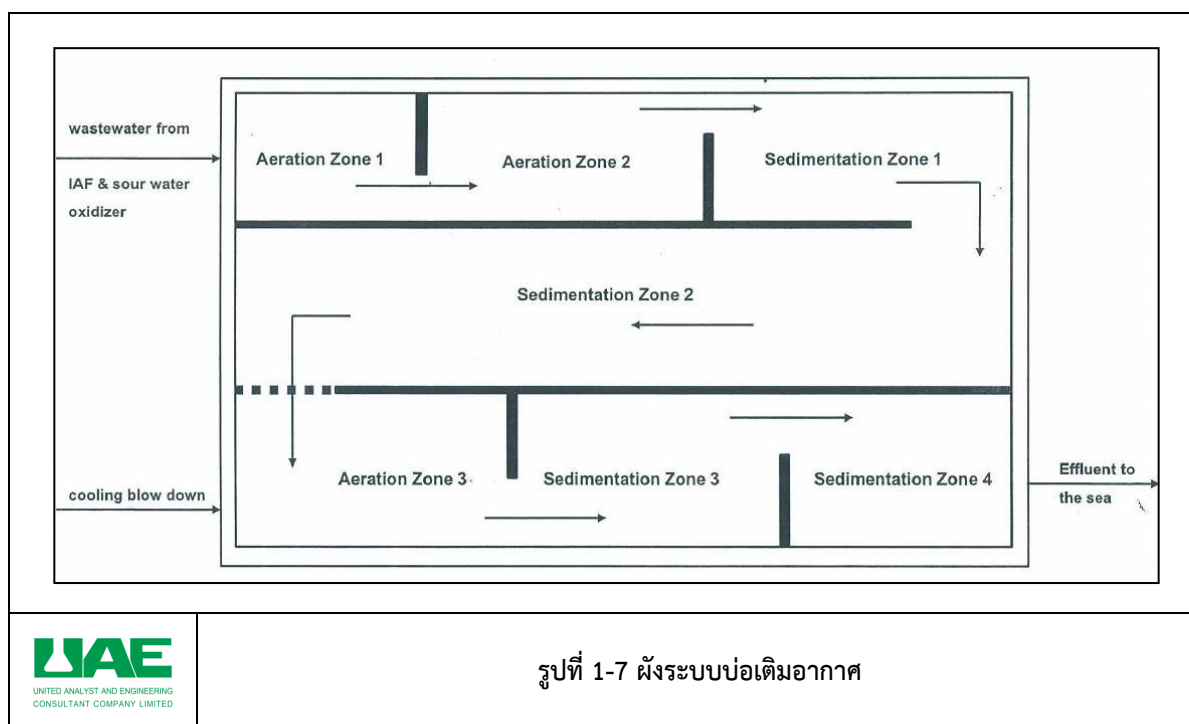 wastewater from
IAF & sour water
oxidizer
Aeration Zone 1
Aeration Zone 2
Sedimentation Zone 1
Sedimentation Zone 2
Aeration Zone 3
Sedimentation Zone 3
Sedimentation Zone 4
cooling blow down
Effluent to
the sea
UAE
UNITED ANALYST AND ENGINEERING
CONSULTANT COMPANY LIMITED
รูปที่ 1-7 ผังระบบบ่อเติมอากาศ